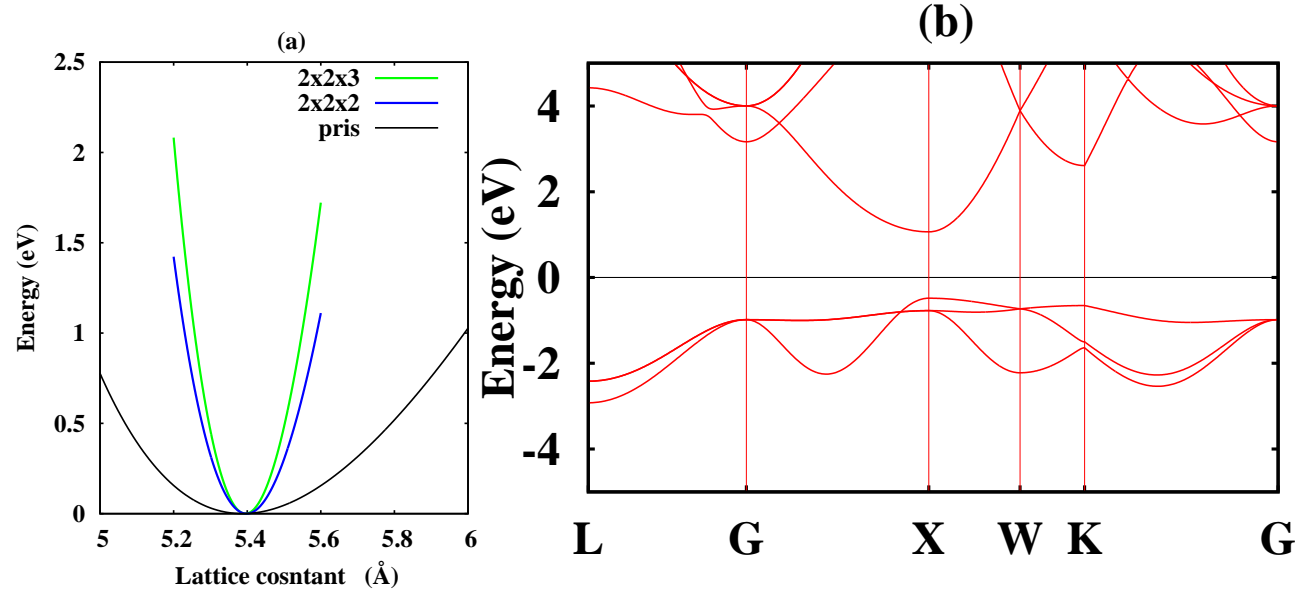 (a)
2.5
2
1.5
1
0.5
0
Energy (eV)
2x2x3
2x2x2
pris
5 5.2 5.4 5.6 5.8 6
Lattice cosntant (Å)
(b)
4
2
0
-2
-4
Energy (eV)
L G X W K G